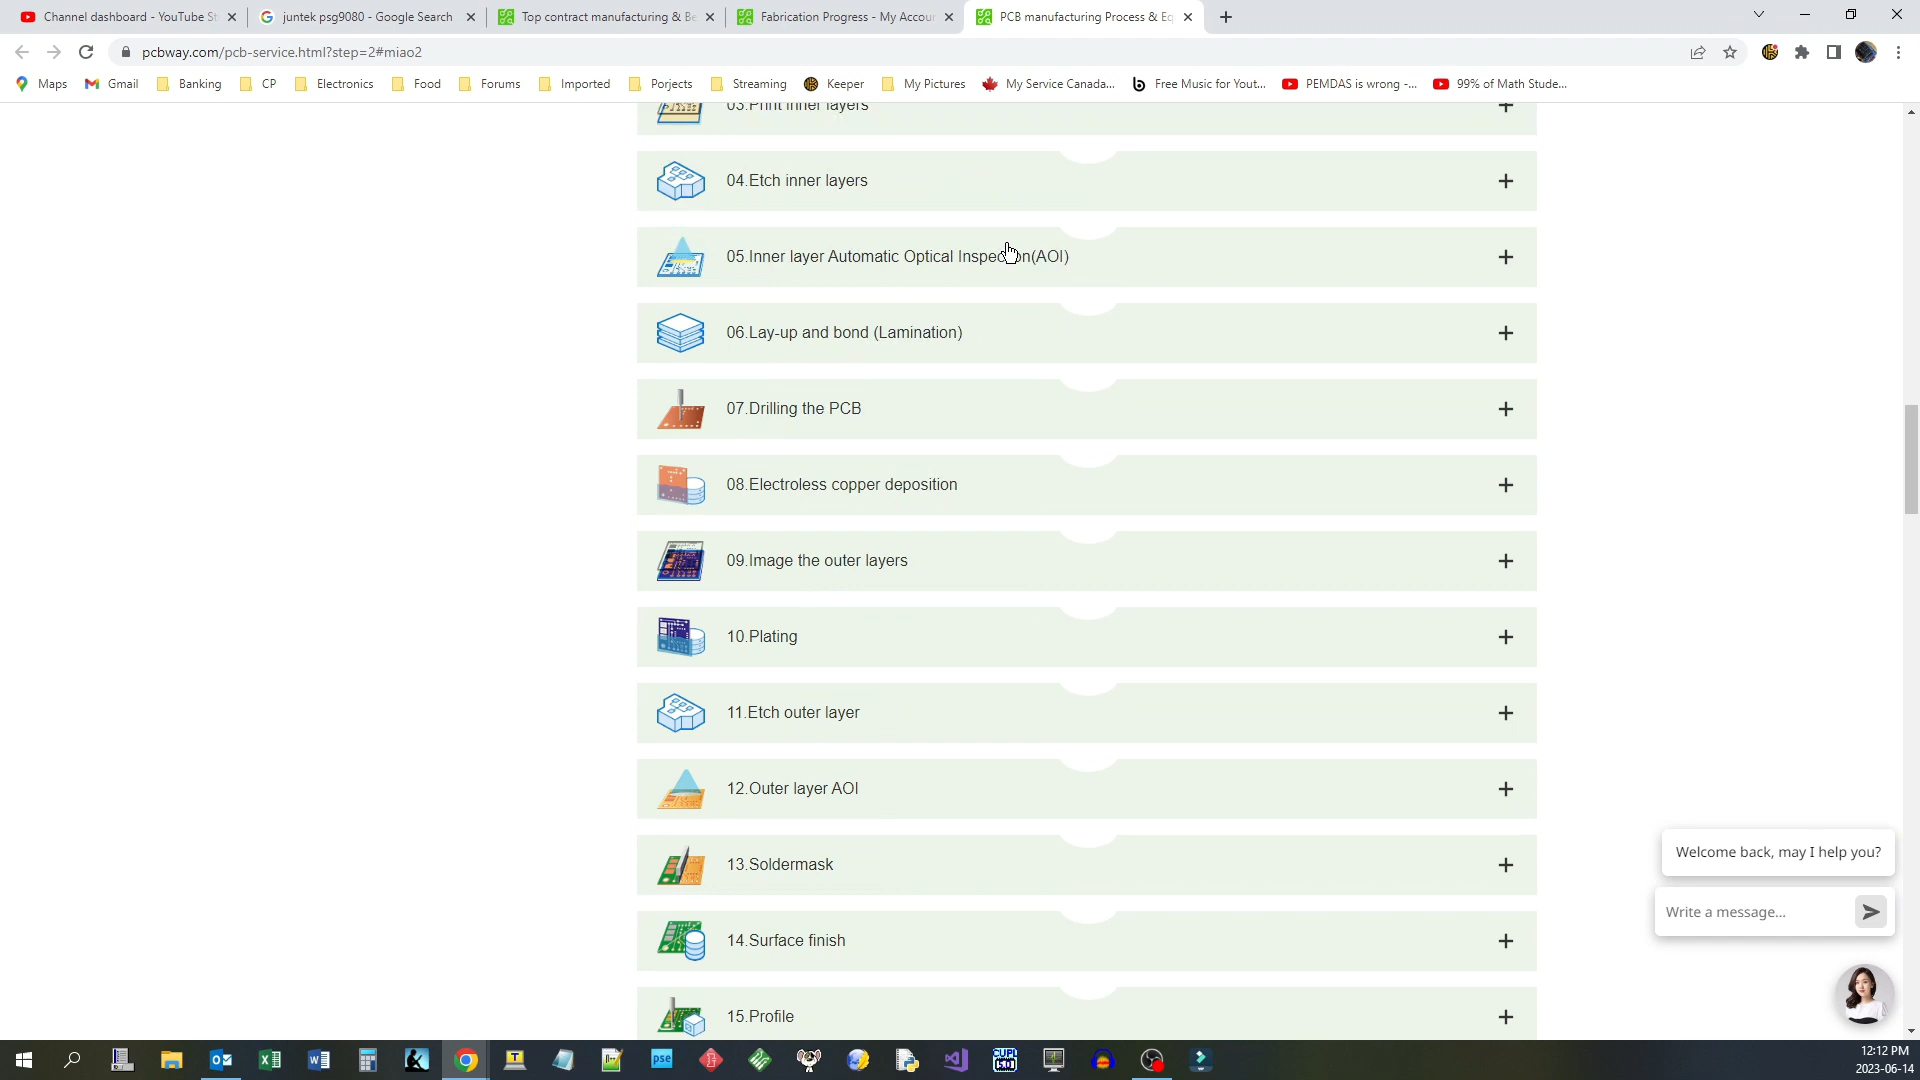 Channel dashboard - YouTube St
juntek psg9080 - Google Search
Top contract manufacturing & Be
Fabrication Progress - My Accour
PCB manufacturing Process & Eq
pcbway.com/pcb-service.html?step=2#miao2
Maps
Gmail
Banking
CP
Electronics
Food
Forums
Imported
Porjects
Streaming
Keeper
My Pictures
My Service Canada...
Free Music for Yout...
PEMDAS is wrong -...
99% of Math Stude...
03.Print inner layers
04.Etch inner layers
05.Inner layer Automatic Optical Inspection(AOI)
06.Lay-up and bond (Lamination)
07.Drilling the PCB
08.Electroless copper deposition
09.Image the outer layers
10.Plating
11.Etch outer layer
12.Outer layer AOI
13.Soldermask
14.Surface finish
15.Profile
Welcome back, may I help you?
Write a message...
pse
12:12 PM
2023-06-14